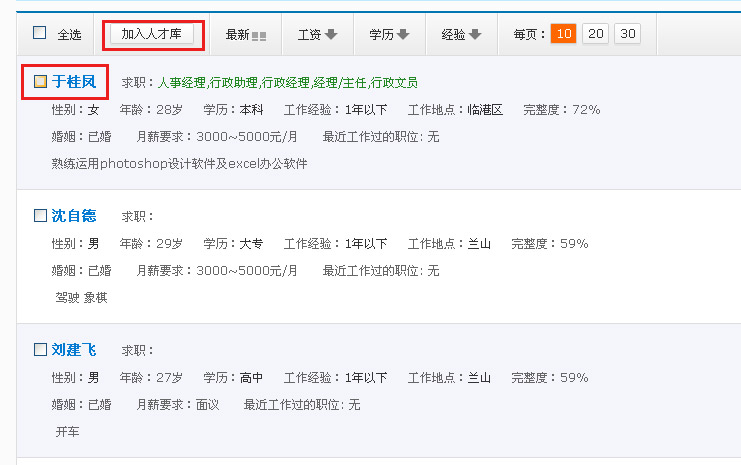 全选 加入人才库 最新 工资 学历 经验 每页： 10 20 30
于桂凤 求职：人事经理,行政助理,行政经理,经理/主任,行政文员
性别：女 年龄：28岁 学历：本科 工作经验：1年以下 工作地点：临港区 完整度：72%
婚姻：已婚 月薪要求：3000~5000元/月 最近工作过的职位: 无
熟练运用photoshop设计软件及excel办公软件
沈自德 求职：
性别：男 年龄：29岁 学历：大专 工作经验：1年以下 工作地点：兰山 完整度：59%
婚姻：已婚 月薪要求：3000~5000元/月 最近工作过的职位: 无
驾驶 象棋
刘建飞 求职：
性别：男 年龄：27岁 学历：高中 工作经验：1年以下 工作地点：兰山 完整度：59%
婚姻：已婚 月薪要求：面议 最近工作过的职位: 无
开车